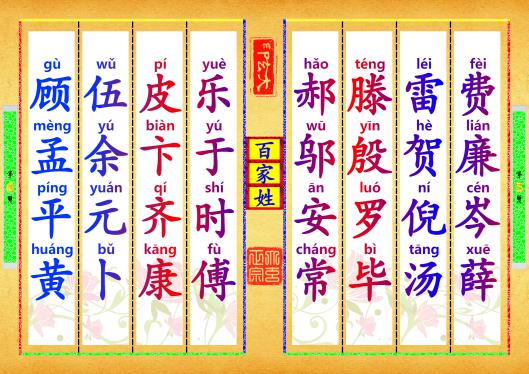 fèi 费 lián 廉 cén 岑 xuē 薛
léi 雷 hè 贺 ní 倪 tāng 汤
téng 滕 yīn 殷 luó 罗 bì 毕
hǎo 郝 wū 邬 ān 安 cháng 常
百家姓
yuè 乐 yú 于 shí 时 fù 傅
pí 皮 biàn 卞 qí 齐 kāng 康
wǔ 伍 yú 余 yuán 元 bǔ 卜
gù 顾 mèng 孟 píng 平 huáng 黄